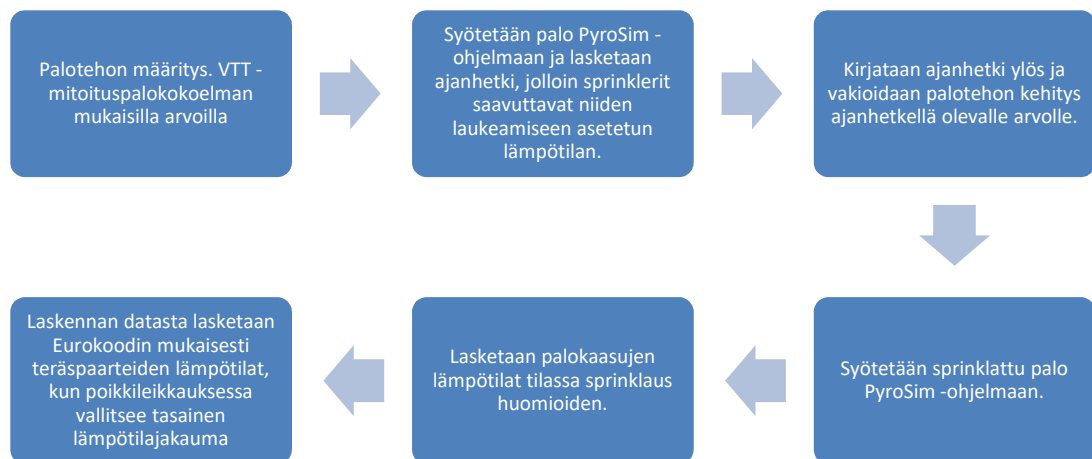 Palotehon määritys. VTT -
mitoituspalokokoelman
mukaisilla arvoilla
Syötetään palo PyroSim -
ohjelmaan ja lasketaan
ajanhetki, jolloin sprinklerit
saavuttavat niiden
laukeamiseen asetetun
lämpötilan.
Kirjataan ajanhetki ylös ja
vakioidaan palotehon kehitys
ajanhetkellä olevalle arvolle.
Syötetään sprinklattu palo
PyroSim -ohjelmaan.
Lasketaan palokaasujen
lämpötilat tilassa sprinklaus
huomioiden.
Laskennan datasta lasketaan
Eurokoodin mukaisesti
teräspaarteiden lämpötilat,
kun poikkileikkauksessa
vallitsee tasainen
lämpötilajakauma